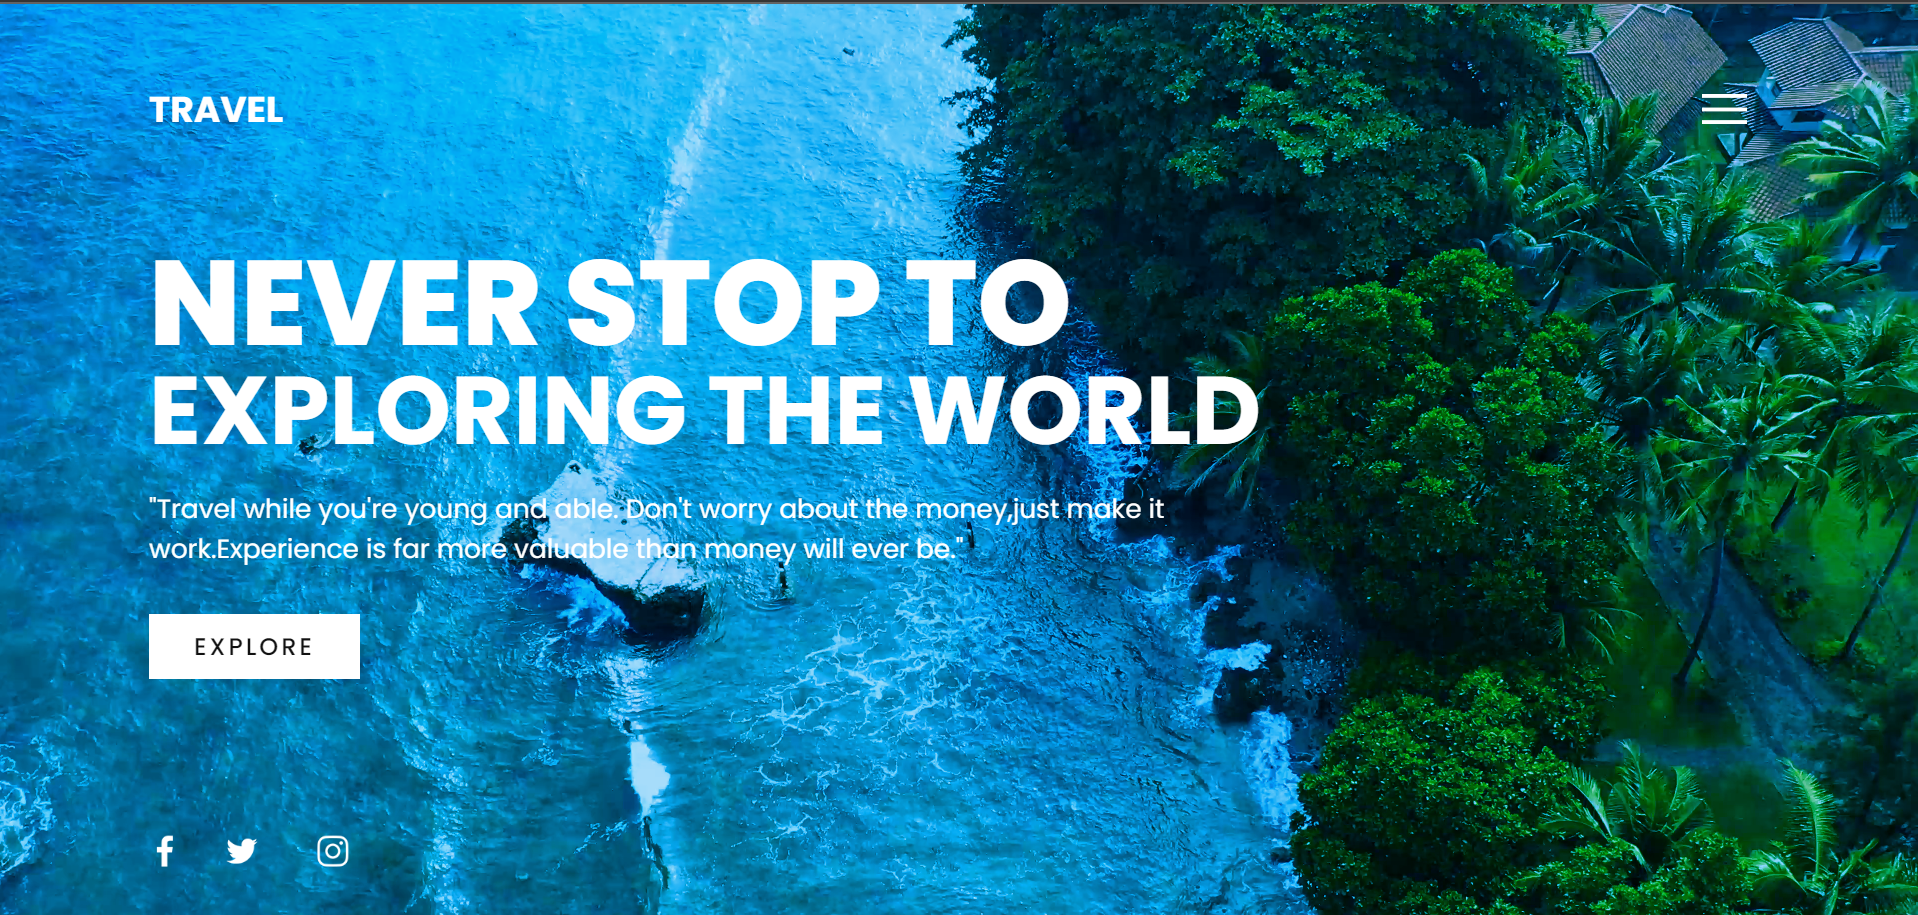 TRAVEL
NEVER STOP TO
EXPLORING THE WORLD
"Travel while you're young and able. Don't worry about the money,just make it
work.Experience is far more valuable than money will ever be."
EXPLORE